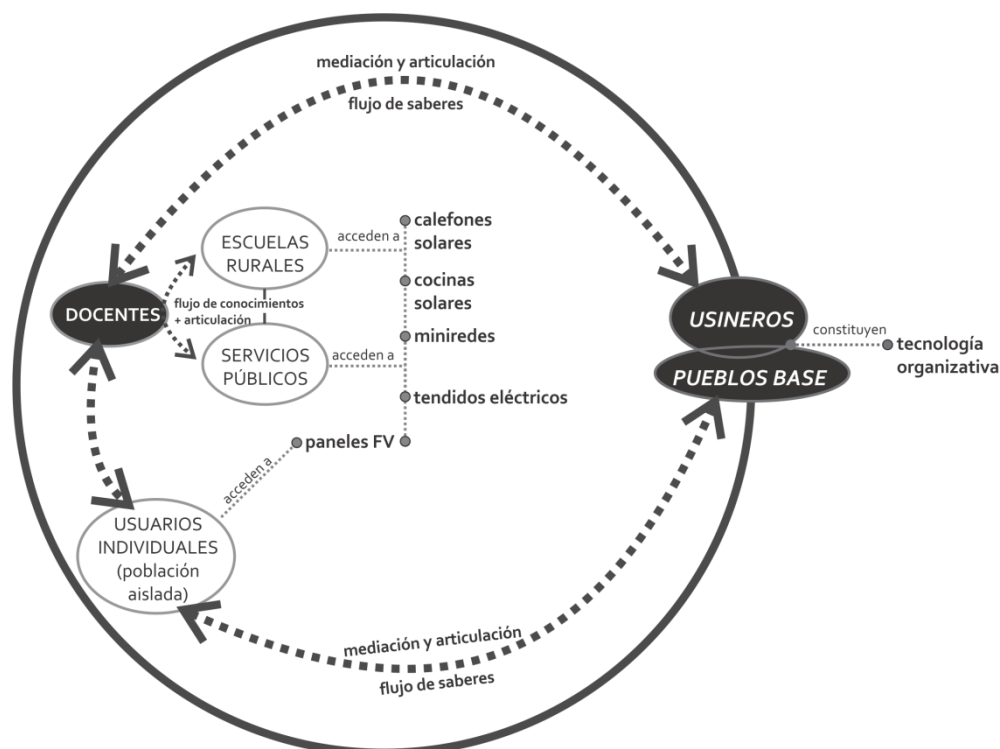 mediación y articulación
flujo de saberes
ESCUELAS
RURALES
acceden a
calefones
solares
cocinas
solares
DOCENTES
flujo de conocimientos
+ articulación
miniredes
SERVICIOS
PÚBLICOS
acceden a
tendidos eléctricos
paneles FV
acceden a
USINEROS
PUEBLOS BASE
constituyen
tecnología
organizativa
USUARIOS
INDIVIDUALES
(población
aislada)
mediación y articulación
flujo de saberes